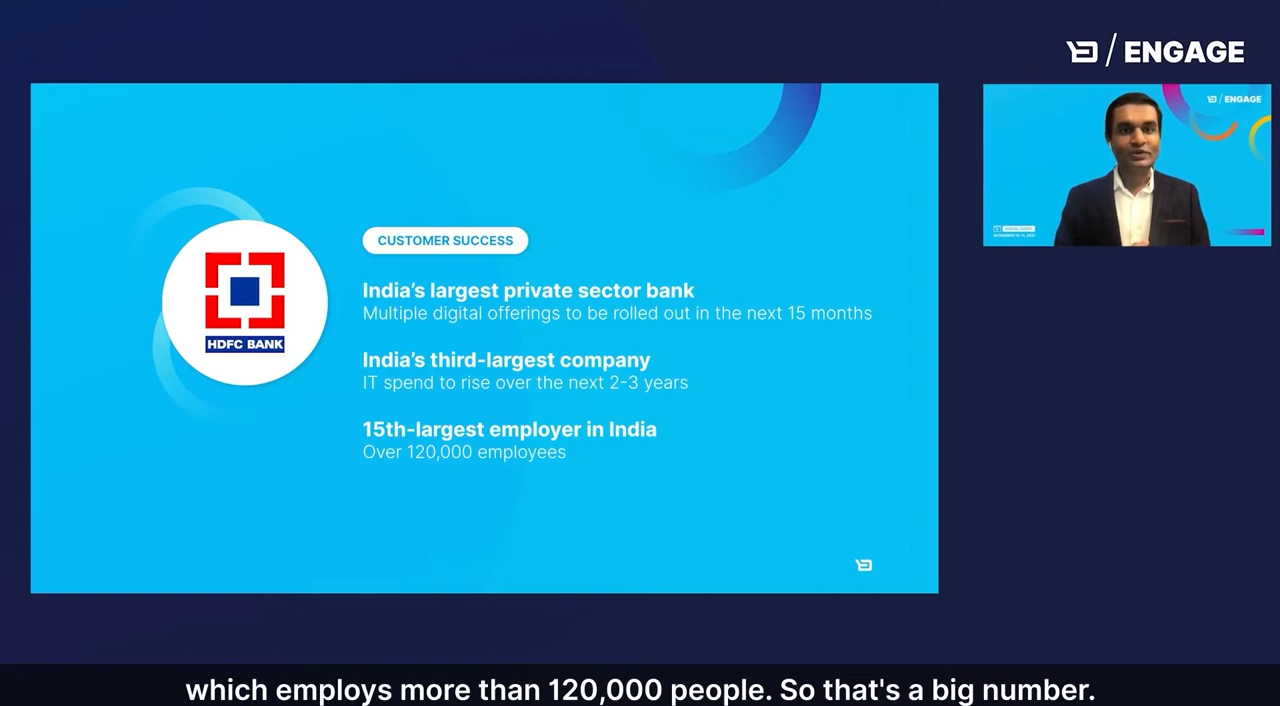 / ENGAGE
/ ENGAGE
CUSTOMER SUCCESS
India’s largest private sector bank
Multiple digital offerings to be rolled out in the next 15 months
HDFC BANK
India’s third-largest company
IT spend to rise over the next 2-3 years
15th-largest employer in India
Over 120,000 employees
which employs more than 120,000 people. So that's a big number.